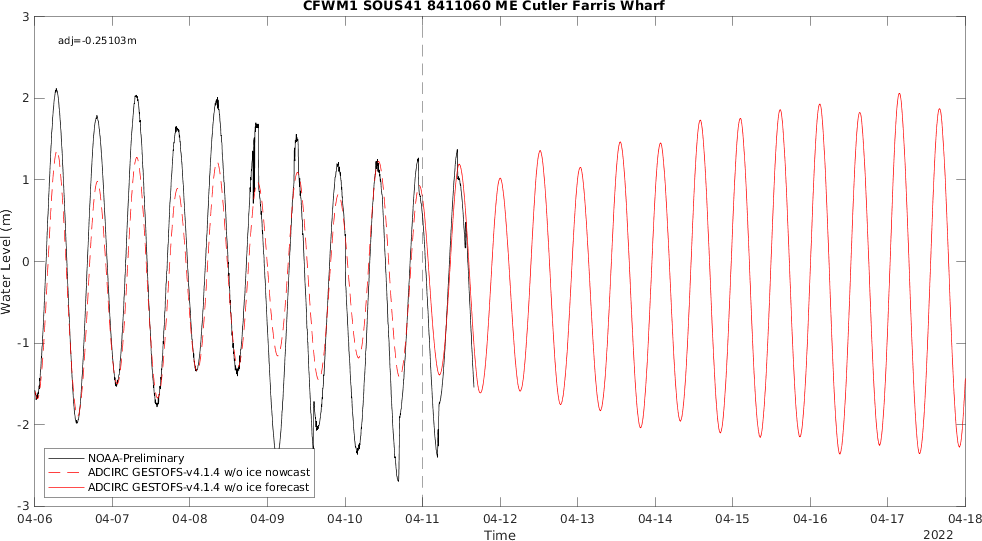 CFWM1 SOUS41 8411060 ME Cutler Farris Wharf
adj=-0.25103m
3
2
1
0
-1
-2
-3
Water Level (m)
NOAA-Preliminary
ADCIRC GESTOFS-v4.1.4 w/o ice nowcast
ADCIRC GESTOFS-v4.1.4 w/o ice forecast
04-06 04-07 04-08 04-09 04-10 04-11 04-12 04-13 04-14 04-15 04-16 04-17 04-18
Time
2022